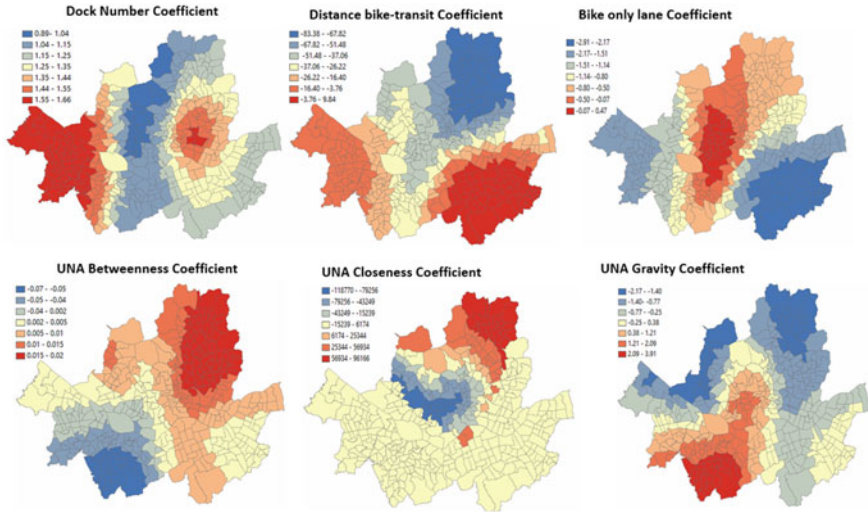 Dock Number Coefficient
0.89- 1.04
1.04 - 1.15
1.15 - 1.25
1.25 - 1.35
1.35 - 1.44
1.44 - 1.55
1.55 - 1.66
Distance bike-transit Coefficient
-83.38 - -67.82
-67.82 - -51.48
-51.48 - -37.06
-37.06 - -26.22
-26.22 - -16.40
-16.40 - -3.76
-3.76 - 9.84
Bike only lane Coefficient
-2.91 - -2.17
-2.17- -1.51
-1.51 - -1.14
-1.14 - -0.80
-0.80 - -0.50
-0.50 - -0.07
-0.07 - 0.47
UNA Betweenness Coefficient
-0.07 - -0.05
-0.05 - -0.04
-0.04 - 0.002
0.002 - 0.005
0.005 - 0.01
0.01 - 0.015
0.015 - 0.02
UNA Closeness Coefficient
-118770 - -79256
-79256 - -43249
-43249 - -15239
-15239 - 6174
6174 - 25344
25344 - 56934
56934 - 96166
UNA Gravity Coefficient
-2.17 - -1.40
-1.40- -0.77
-0.77 - -0.25
-0.25 - 0.38
0.38 - 1.21
1.21 - 2.09
2.09 - 3.91